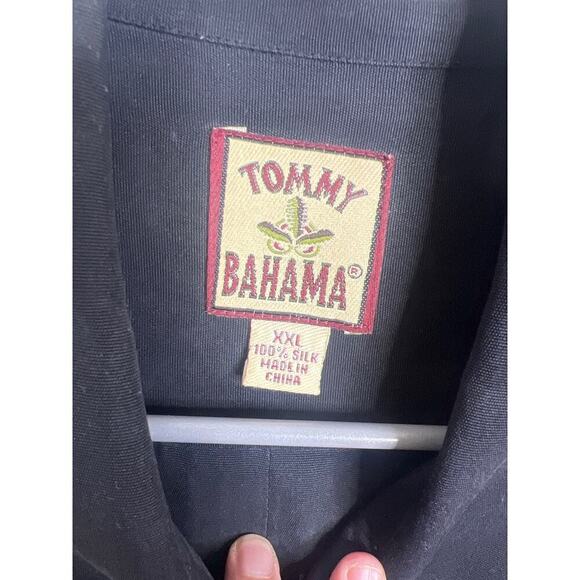 TOMMY
BAHAMA®
XXL
100% SILK
MADE IN
CHINA